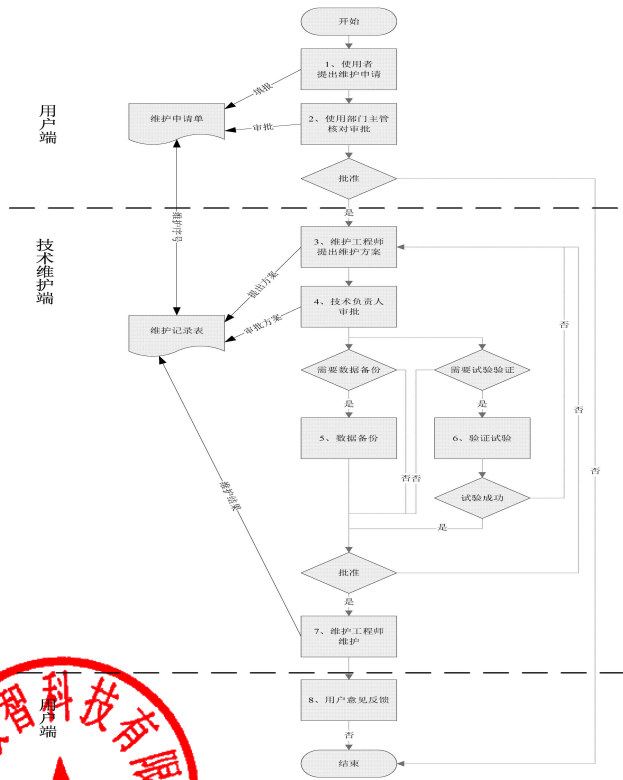 开始
1、使用者
提出维护申请
填报
用户端
维护申请单
2、使用部门主管
核对审批
审批
批准
是
维护序号
技术维护端
3、维护工程师
提出维护方案
提出方案
4、技术负责人
审批
审批方案
维护记录表
否
需要数据备份
需要试验验证
是
是
否
5、数据备份
6、验证试验
否
否
否
维护结果
试验成功
是
批准
是
7、维护工程师
维护
用户端
8、用户意见反馈
否
结束
智科技有限